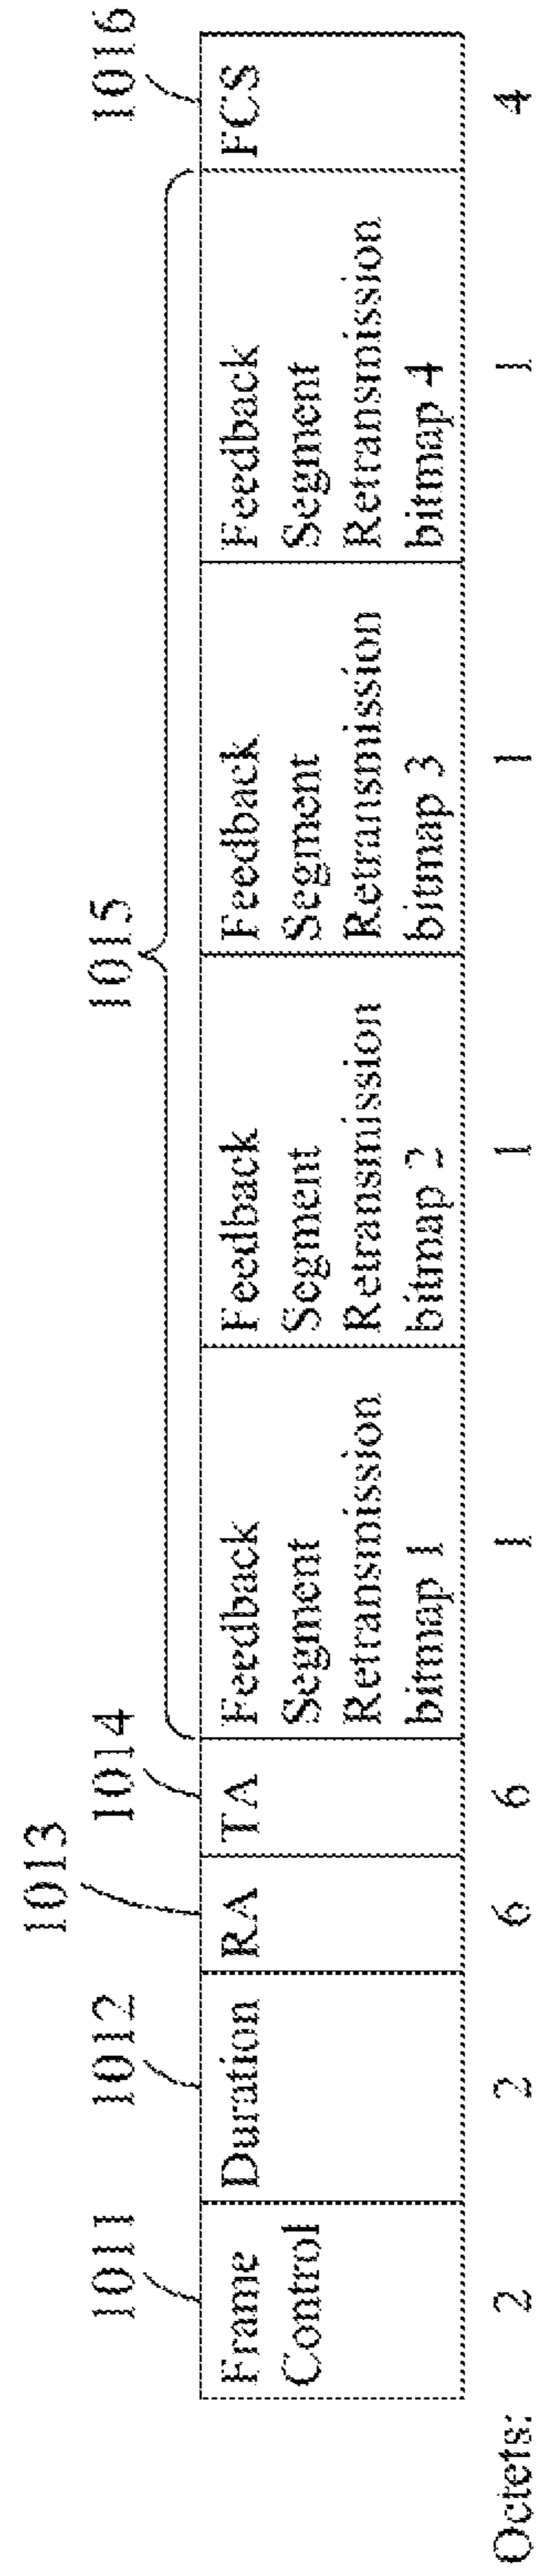 1011
1012
1013
1014
1015
1016
Frame
Control
Duration
RA
TA
Feedback
Segment
Retransmission
bitmap 1
Feedback
Segment
Retransmission
bitmap 2
Feedback
Segment
Retransmission
bitmap 3
Feedback
Segment
Retransmission
bitmap 4
FCS
Octets: 2 2 6 6 1 1 1 1 4